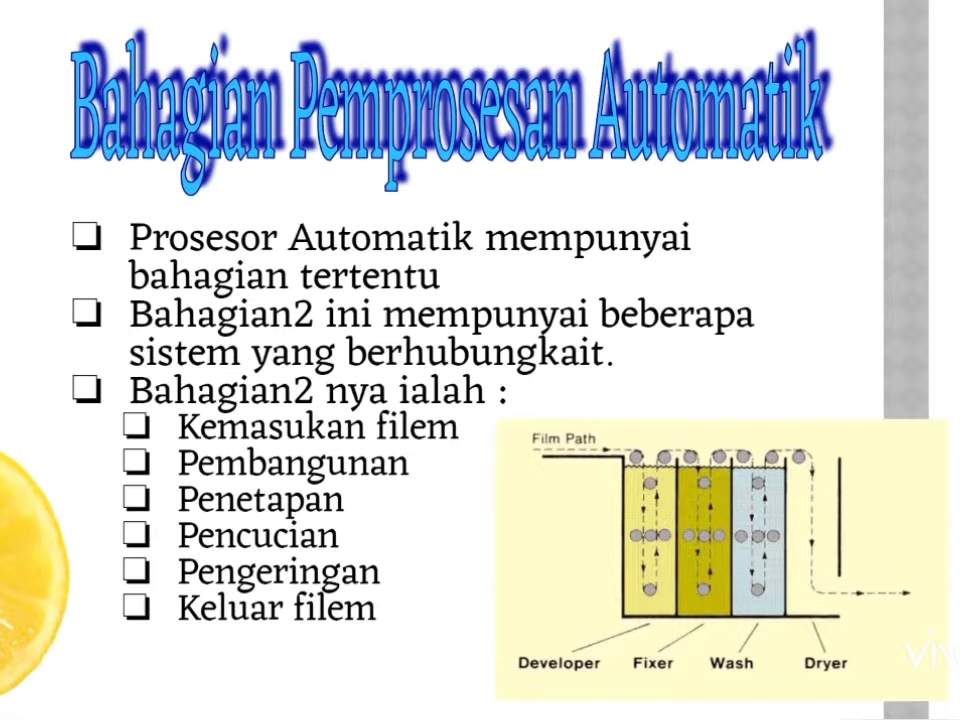 Bahagian Pemprosesan Automatik
Prosesor Automatik mempunyai
bahagian tertentu
Bahagian2 ini mempunyai beberapa
sistem yang berhubungkait.
Bahagian2 nya ialah :
Kemasukan filem
Pembangunan
Penetapan
Pencucian
Pengeringan
Keluar filem
Film Path
Developer Fixer Wash Dryer